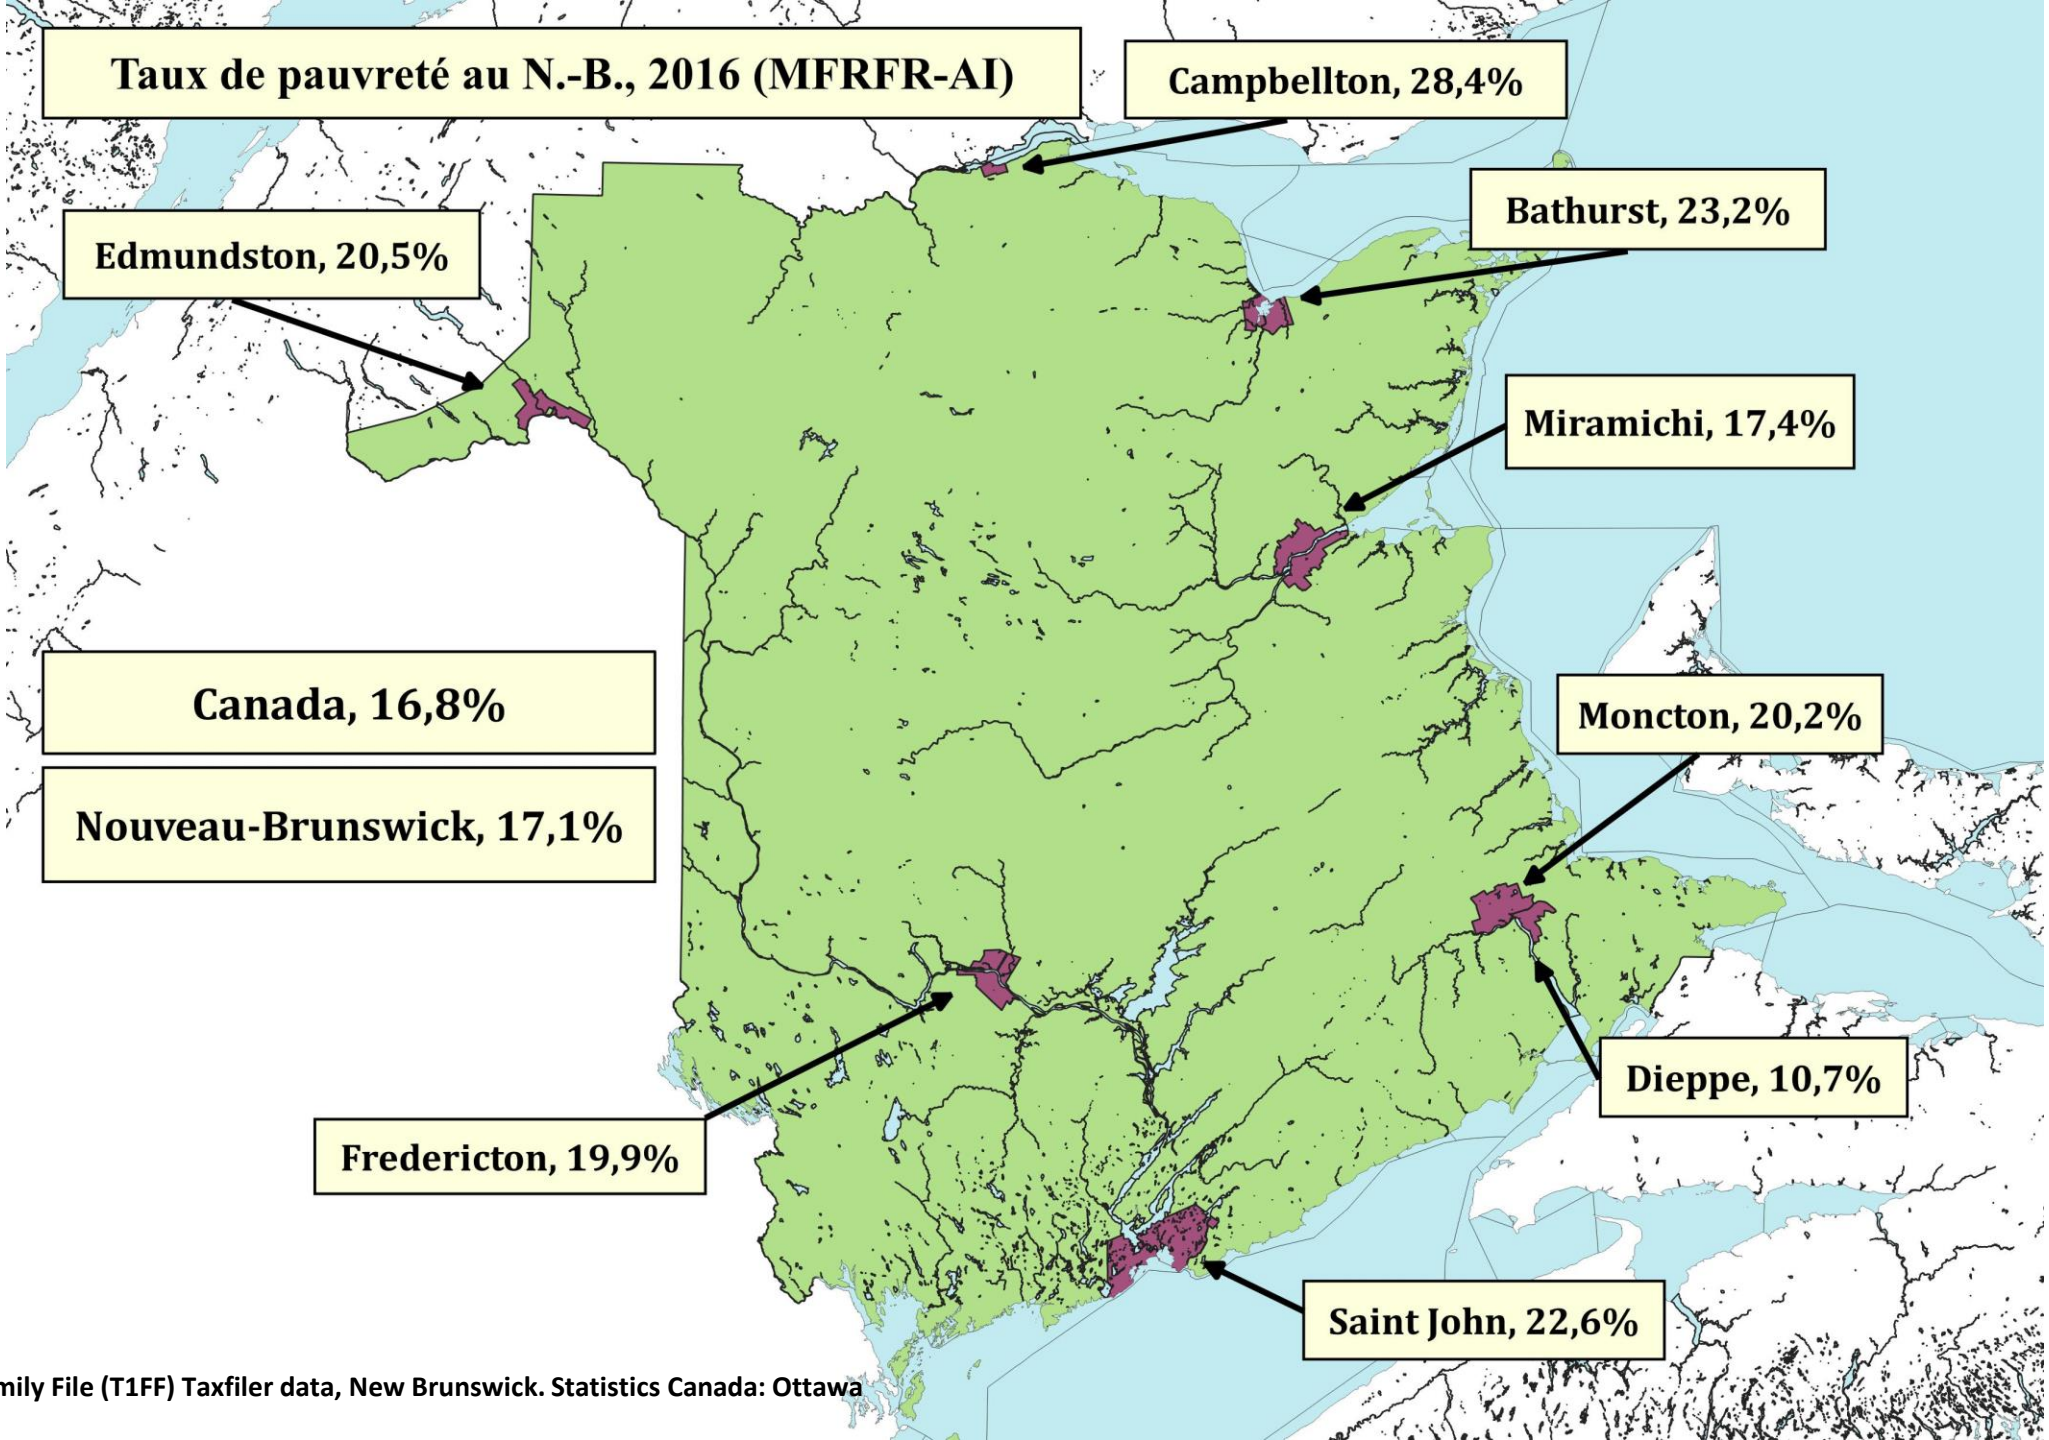 Taux de pauvreté au N.-B., 2016 (MFRFR-AI)
Campbellton, 28,4%
Bathurst, 23,2%
Edmundston, 20,5%
Miramichi, 17,4%
Canada, 16,8%
Moncton, 20,2%
Nouveau-Brunswick, 17,1%
Dieppe, 10,7%
Fredericton, 19,9%
Saint John, 22,6%
File (T1FF) Taxfiler data, New Brunswick. Statistics Canada: Ottawa